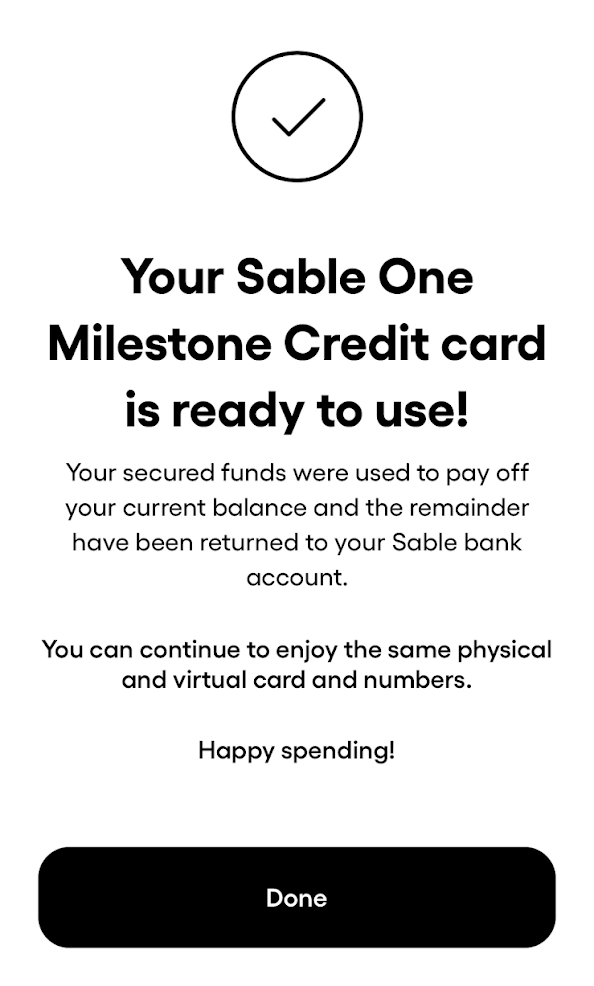 Your Sable One
Milestone Credit card
is ready to use!
Your secured funds were used to pay off
your current balance and the remainder
have been returned to your Sable bank
account.
You can continue to enjoy the same physical
and virtual card and numbers.
Happy spending!
Done